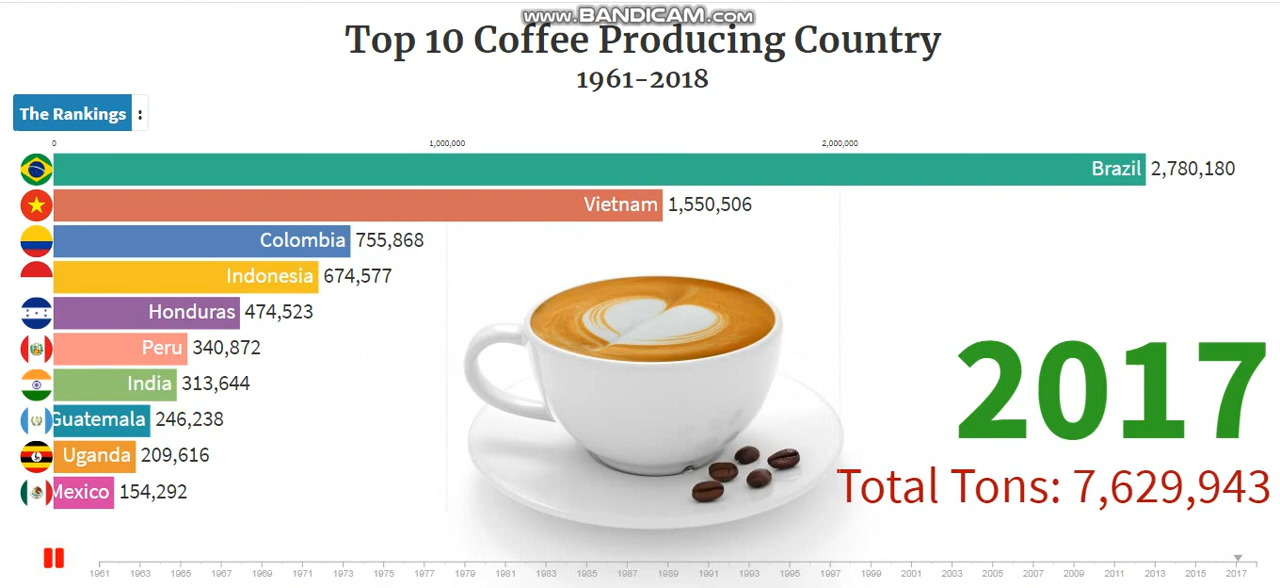 www.BANDICAM.com
Top 10 Coffee Producing Country
1961-2018
The Rankings :
0 1,000,000 2,000,000
Brazil 2,780,180
Vietnam 1,550,506
Colombia 755,868
Indonesia 674,577
Honduras 474,523
Peru 340,872
India 313,644
Guatemala 246,238
Uganda 209,616
Mexico 154,292
2017
Total Tons: 7,629,943
1961 1963 1965 1967 1969 1971 1973 1975 1977 1979 1981 1983 1985 1987 1989 1991 1993 1995 1997 1999 2001 2003 2005 2007 2009 2011 2013 2015 2017